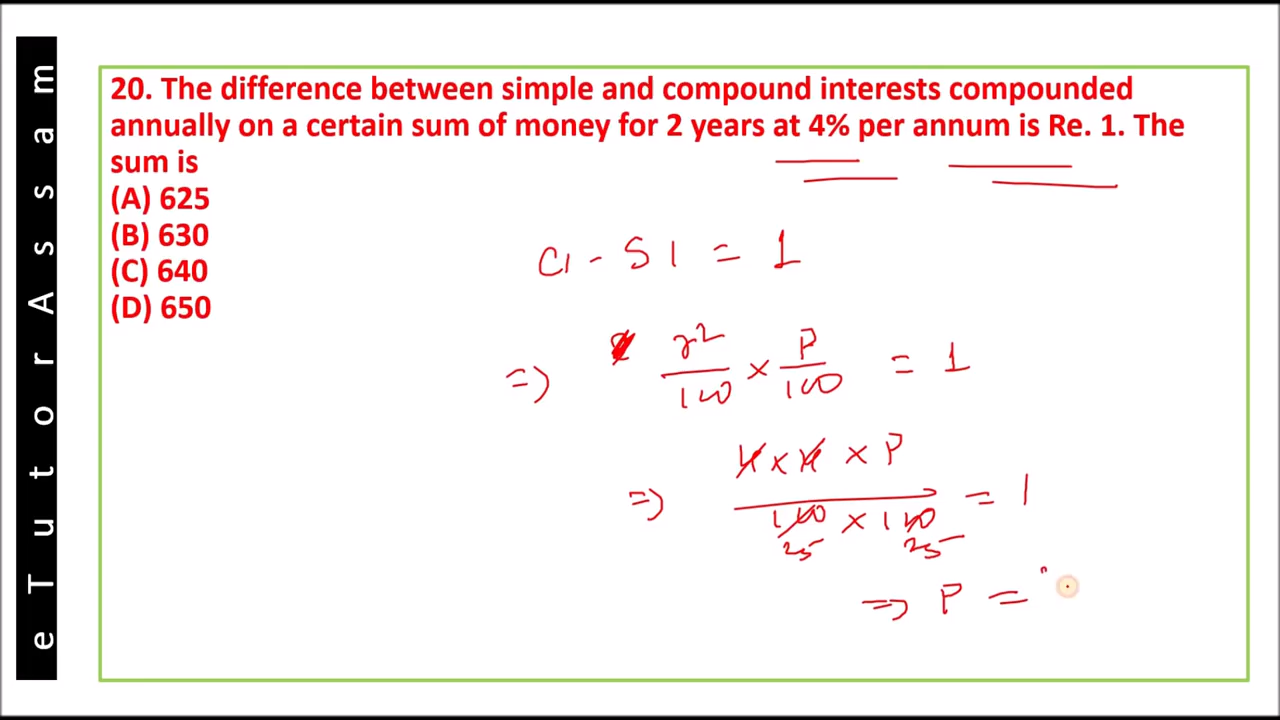 eTutorAssam
20. The difference between simple and compound interests compounded
annually on a certain sum of money for 2 years at 4% per annum is Re. 1. The
sum is
(A) 625
(B) 630
(C) 640
(D) 650
CI - SI = 1
=> r²/100 × P/100 = 1
=> 4 × 4 × P / 100 × 100 = 1
25 25
=> P =